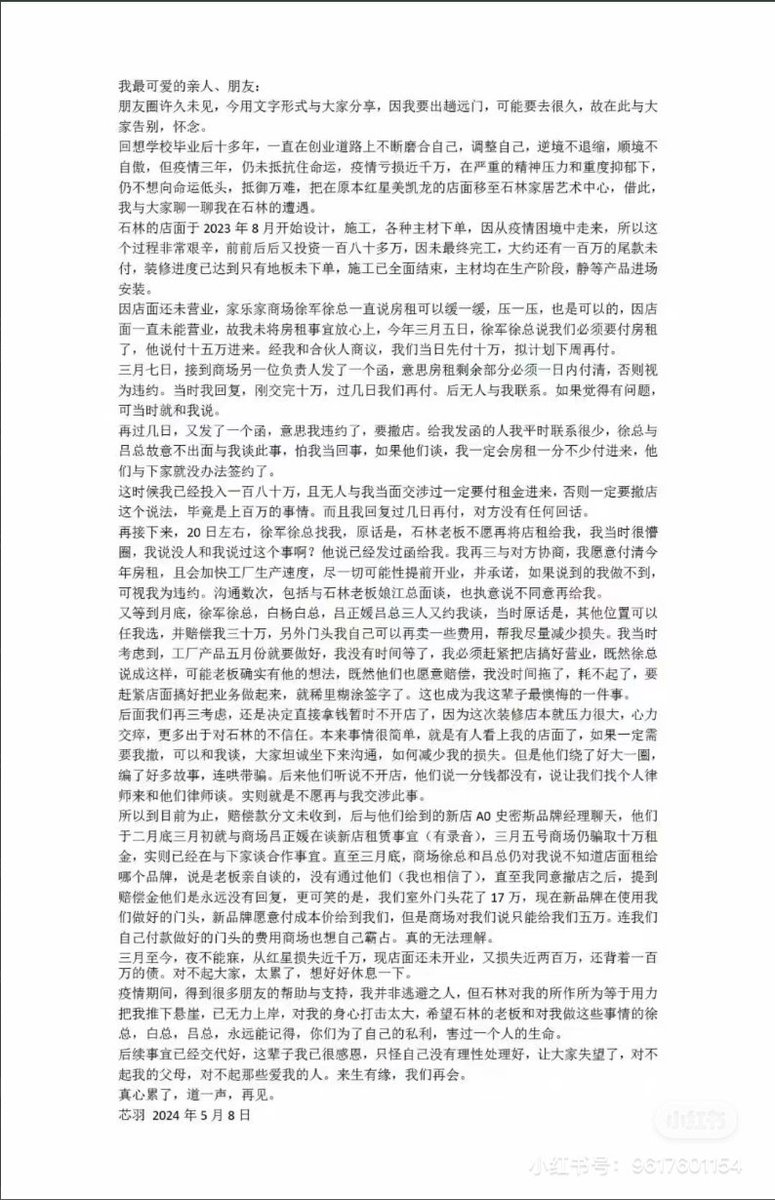 我最可爱的亲人、朋友：
朋友圈许久未见，今用文字形式与大家分享，因我要出趟远门，可能要去很久，故在此与大
家告别，怀念。
回想学校毕业后十多年，一直在创业道路上不断磨合自己，调整自己，逆境不退缩，顺境不
自傲，但疫情三年，仍未抵抗住命运，疫情亏损近千万，在严重的精神压力和重度抑郁下，
仍不想向命运低头，抵御万难，把在原本红星美凯龙的店面移至石林家居艺术中心，借此，
我与大家聊一聊我在石林的遭遇。
石林的店面于 2023 年 8 月开始设计，施工，各种主材下单，因从疫情困境中走来，所以这
个过程非常艰辛，前前后后又投资一百八十多万，因未最终完工，大约还有一百万的尾款未
付，装修进度已达到只有地板未下单，施工已全面结束，主材均在生产阶段，静等产品进场
安装。
因店面还未营业，家乐家商场徐军徐总一直说房租可以缓一缓，压一压，也是可以的，因店
面一直未能营业，故我未将房租事宜放心上，今年三月五日，徐军徐总说我们必须要付房租
了，他说付十五万进来。经我和合伙人商议，我们当日先付十万，拟计划下周再付。
三月七日，接到商场另一位负责人发了一个函，意思房租剩余部分必须一日内付清，否则视
为违约。当时我回复，刚交完十万，过几日我们再付。后无人与我联系。如果觉得有问题，
可当时就和我说。
再过几日，又发了一个函，意思我违约了，要撤店。给我发函的人我平时联系很少，徐总与
吕总故意不出面与我谈此事，怕我当回事，如果他们谈，我一定会房租一分不少付进来，他
们与下家就没办法签约了。
这时候我已经投入一百八十万，且无人与我当面交涉过一定要付租金进来，否则一定要撤店
这个说法，毕竟是上百万的事情。而且我回复过几日再付，对方没有任何回话。
再接下来，20 日左右，徐军徐总找我，原话是，石林老板不愿再将店租给我，我当时很懵
圈，我说没人和我说过这个事啊？他说已经发过函给我。我再三与对方协商，我愿意付清今
年房租，且会加快工厂生产速度，尽一切可能性提前开业，并承诺，如果说到的我做不到，
可视我为违约。沟通数次，包括与石林老板娘江总面谈，也执意说不同意再给我。
又等到月底，徐军徐总，白杨白总，吕正媛吕总三人又约我谈，当时原话是，其他位置可以
任我选，并赔偿我三十万，另外门头我自己可以再卖一些费用，帮我尽量减少损失。我当时
考虑到，工厂产品五月份就要做好，我没有时间等了，我必须赶紧把店搞好营业，既然徐总
说成这样，可能老板确实有他的想法，既然他们也愿意赔偿，我没时间拖了，耗不起了，要
赶紧店面搞好把业务做起来，就稀里糊涂签字了。这也成为我这辈子最懊悔的一件事。
后面我们再三考虑，还是决定直接拿钱暂时不开店了，因为这次装修店本就压力很大，心力
交瘁，更多出于对石林的不信任。本来事情很简单，就是有人看上我的店面了，如果一定需
要我撤，可以和我谈，大家坦诚坐下来沟通，如何减少我的损失。但是他们绕了好大一圈，
编了好多故事，连哄带骗。后来他们听说不开店，他们说一分钱都没有，说让我们找个人律
师来和他们律师谈。实则就是不愿再与我交涉此事。
所以到目前为止，赔偿款分文未收到，后与他们给到的新店 A0 史密斯品牌经理聊天，他们
于二月底三月初就与商场吕正媛在谈新店租赁事宜（有录音），三月五号商场仍骗取十万租
金，实则已经在与下家谈合作事宜。直至三月底，商场徐总和吕总仍对我说不知道店面租给
哪个品牌，说是老板亲自谈的，没有通过他们（我也相信了），直至我同意撤店之后，提到
赔偿金他们是永远没有回复，更可笑的是，我们室外门头花了 17 万，现在新品牌在使用我
们做好的门头，新品牌愿意付成本价给到我们，但是商场对我们说只能给我们五万。连我们
自己付款做好的门头的费用商场也想自己霸占。真的无法理解。
三月至今，夜不能寐，从红星损失近千万，现店面还未开业，又损失近两百万，还背着一百
万的债。对不起大家，太累了，想好好休息一下。
疫情期间，得到很多朋友的帮助与支持，我并非逃避之人，但石林对我的所作所为等于用力
把我推下悬崖，已无力上岸，对我的身心打击太大，希望石林的老板和对我做这些事情的徐
总，白总，吕总，永远能记得，你们为了自己的私利，害过一个人的生命。
后续事宜已经交代好，这辈子我已很感恩，只怪自己没有理性处理好，让大家失望了，对不
起我的父母，对不起那些爱我的人。来生有缘，我们再会。
真心累了，道一声，再见。
芯羽 2024 年 5 月 8 日
小红书
小红书号：9617601154